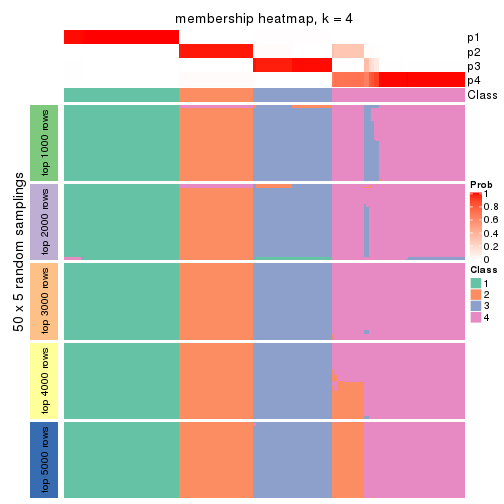 membership heatmap, k = 4
p1
p2
p3
p4
Class
50 x 5 random samplings
top 1000 rows
top 2000 rows
top 3000 rows
top 4000 rows
top 5000 rows
Prob
1
0.8
0.6
0.4
0.2
0
Class
1
2
3
4